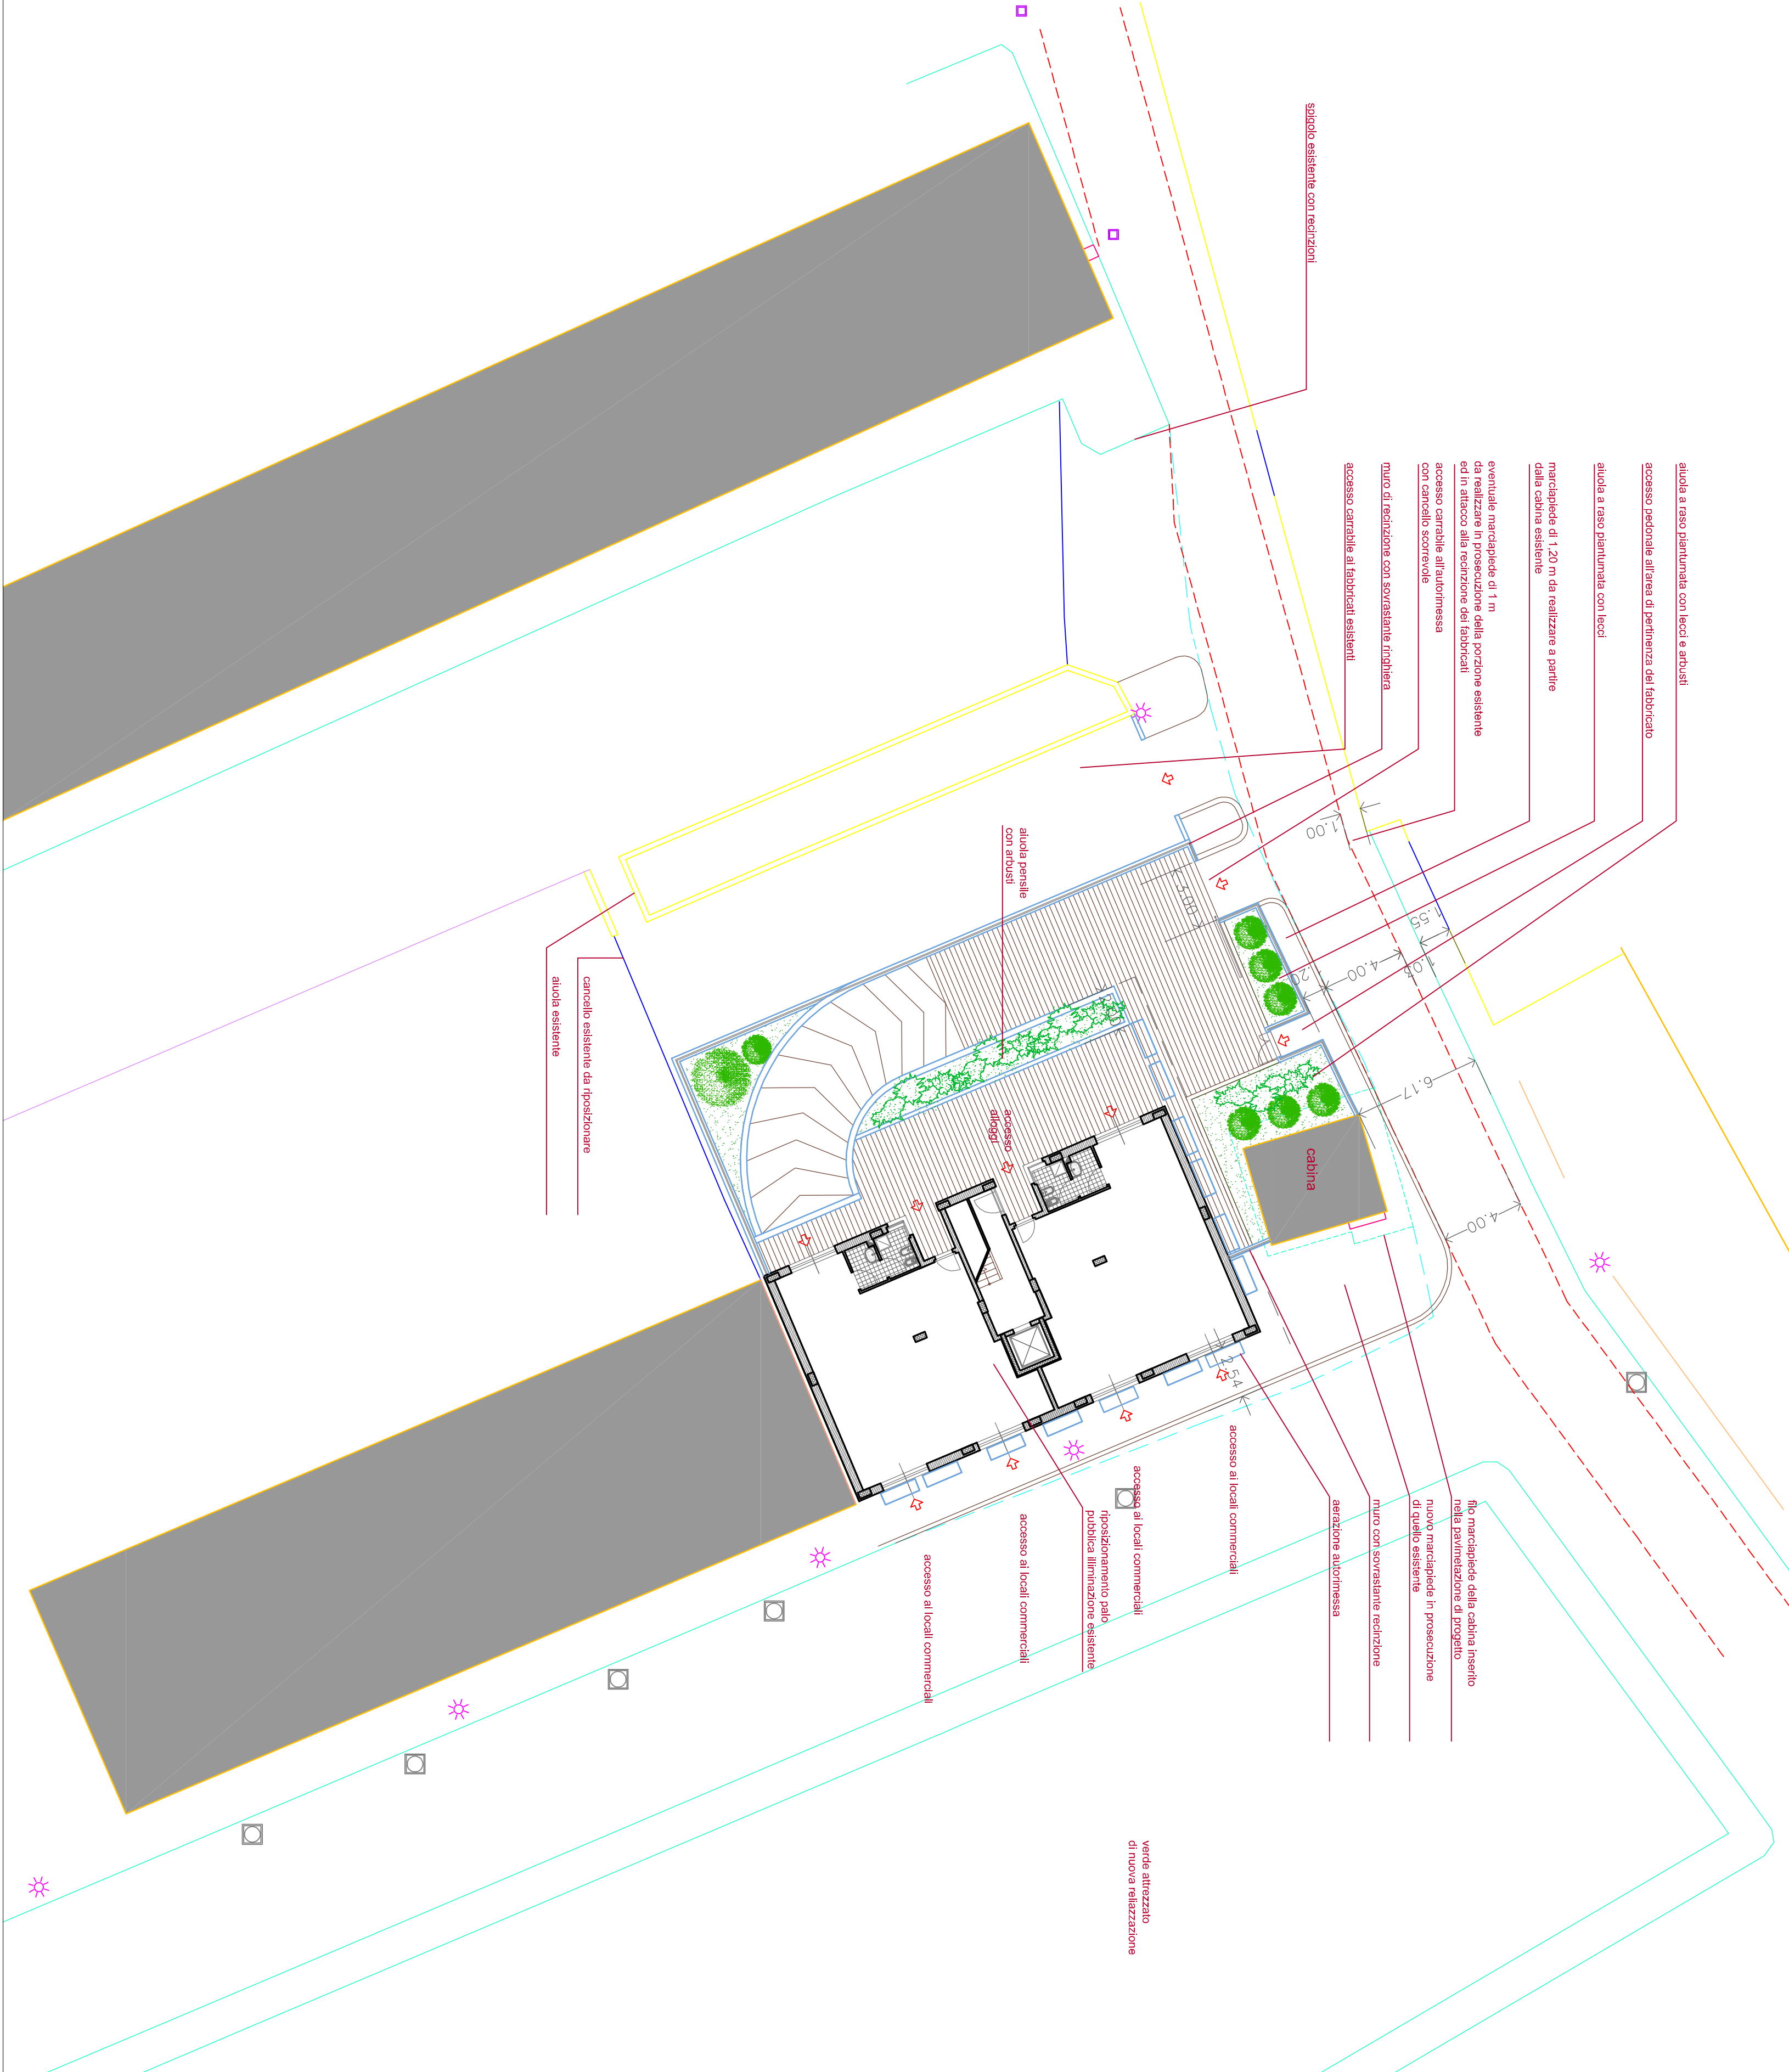 aiuola a raso piantumata con lecci e arbusti
accesso pedonale all'area di pertinenza del fabbricato
aiuola a raso piantumata con lecci
marciapiede di 1,20 m da realizzare a partire
dalla cabina esistente
eventuale marciapiede di 1 m
da realizzare in prosecuzione della porzione esistente
ed in attacco alla recinzione dei fabbricati
accesso carrabile all'autorimessa
con cancello scorrevole
muro di recinzione con sovrastante ringhiera
accesso carrabile ai fabbricati esistenti
spigolo esistente con recinzioni
aiuola pensile
con arbusti
cancello esistente da riposizionare
aiuola esistente
accesso
alloggi
cabina
1.00
3.00
1.53
1.03
4.00
1.20
6.17
4.00
2.54
filo marciapiede della cabina inserito
nella pavimetazione di progetto
nuovo marciapiede in prosecuzione
di quello esistente
muro con sovrastante recinzione
aerazione autorimessa
accesso ai locali commerciali
accesso ai locali commerciali
riposizionamento palo
pubblica illiminazione esistente
accesso ai locali commerciali
accesso ai locali commerciali
verde attrezzato
di nuova reliazzazione